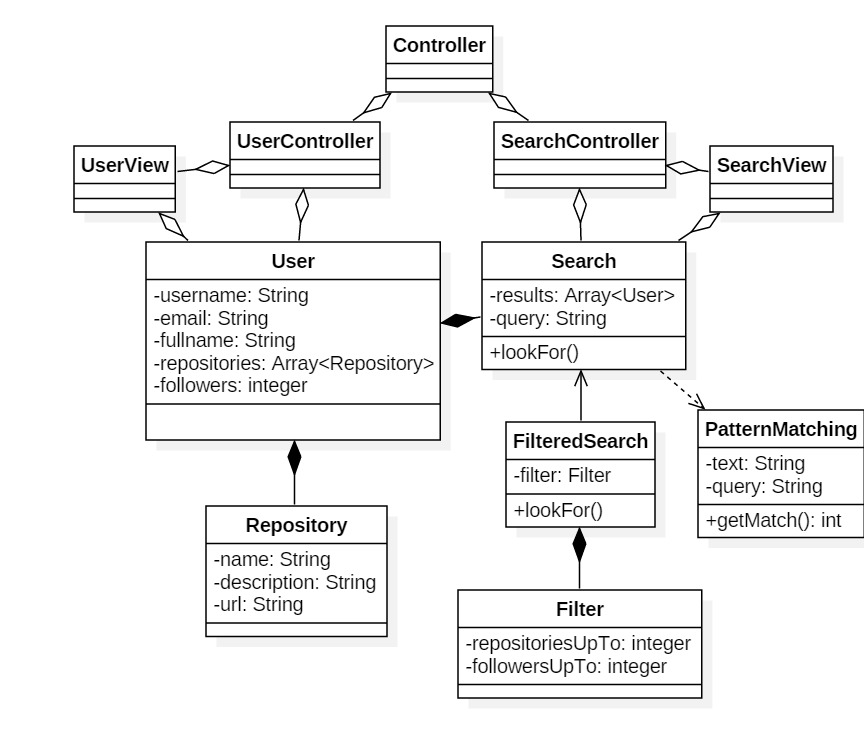 Controller
UserController
SearchController
UserView
SearchView
User
-username: String
-email: String
-fullname: String
-repositories: Array<Repository>
-followers: integer
Search
-results: Array<User>
-query: String
+lookFor()
FilteredSearch
-filter: Filter
+lookFor()
PatternMatching
-text: String
-query: String
+getMatch(): int
Repository
-name: String
-description: String
-url: String
Filter
-repositoriesUpTo: integer
-followersUpTo: integer